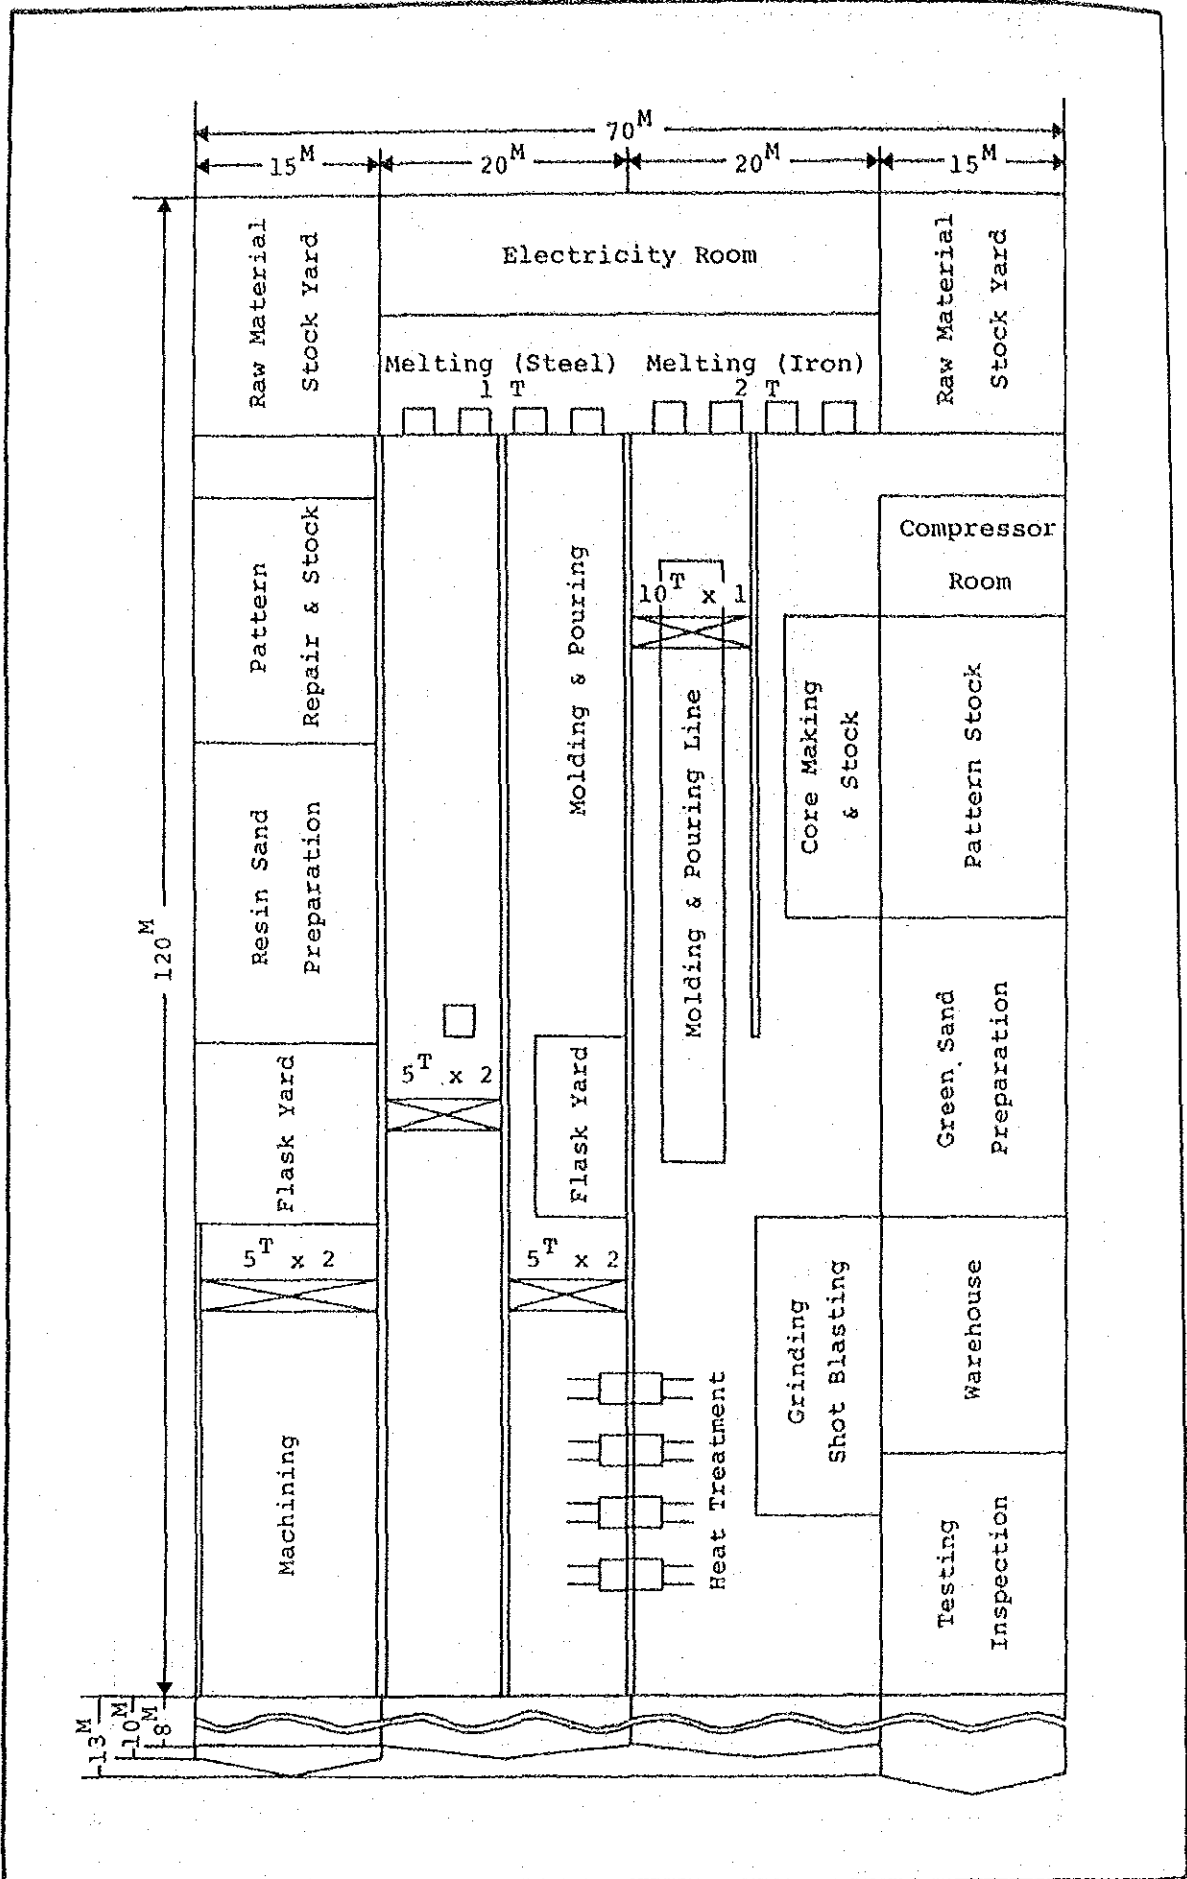 70M
15M
20M
20M
15M
Raw Material
Stock Yard
Electricity Room
Raw Material
Stock Yard
Melting (Steel)
1 T
Melting (Iron)
2 T
Pattern
Repair & Stock
Molding & Pouring
10T x 1
Compressor
Room
Molding & Pouring Line
Core Making
& Stock
Pattern Stock
Resin Sand
Preparation
120M
Flask Yard
5T x 2
Flask Yard
Green Sand
Preparation
5T x 2
5T x 2
Machining
Heat Treatment
Grinding
Shot Blasting
Warehouse
Testing
Inspection
13M
10M
8M